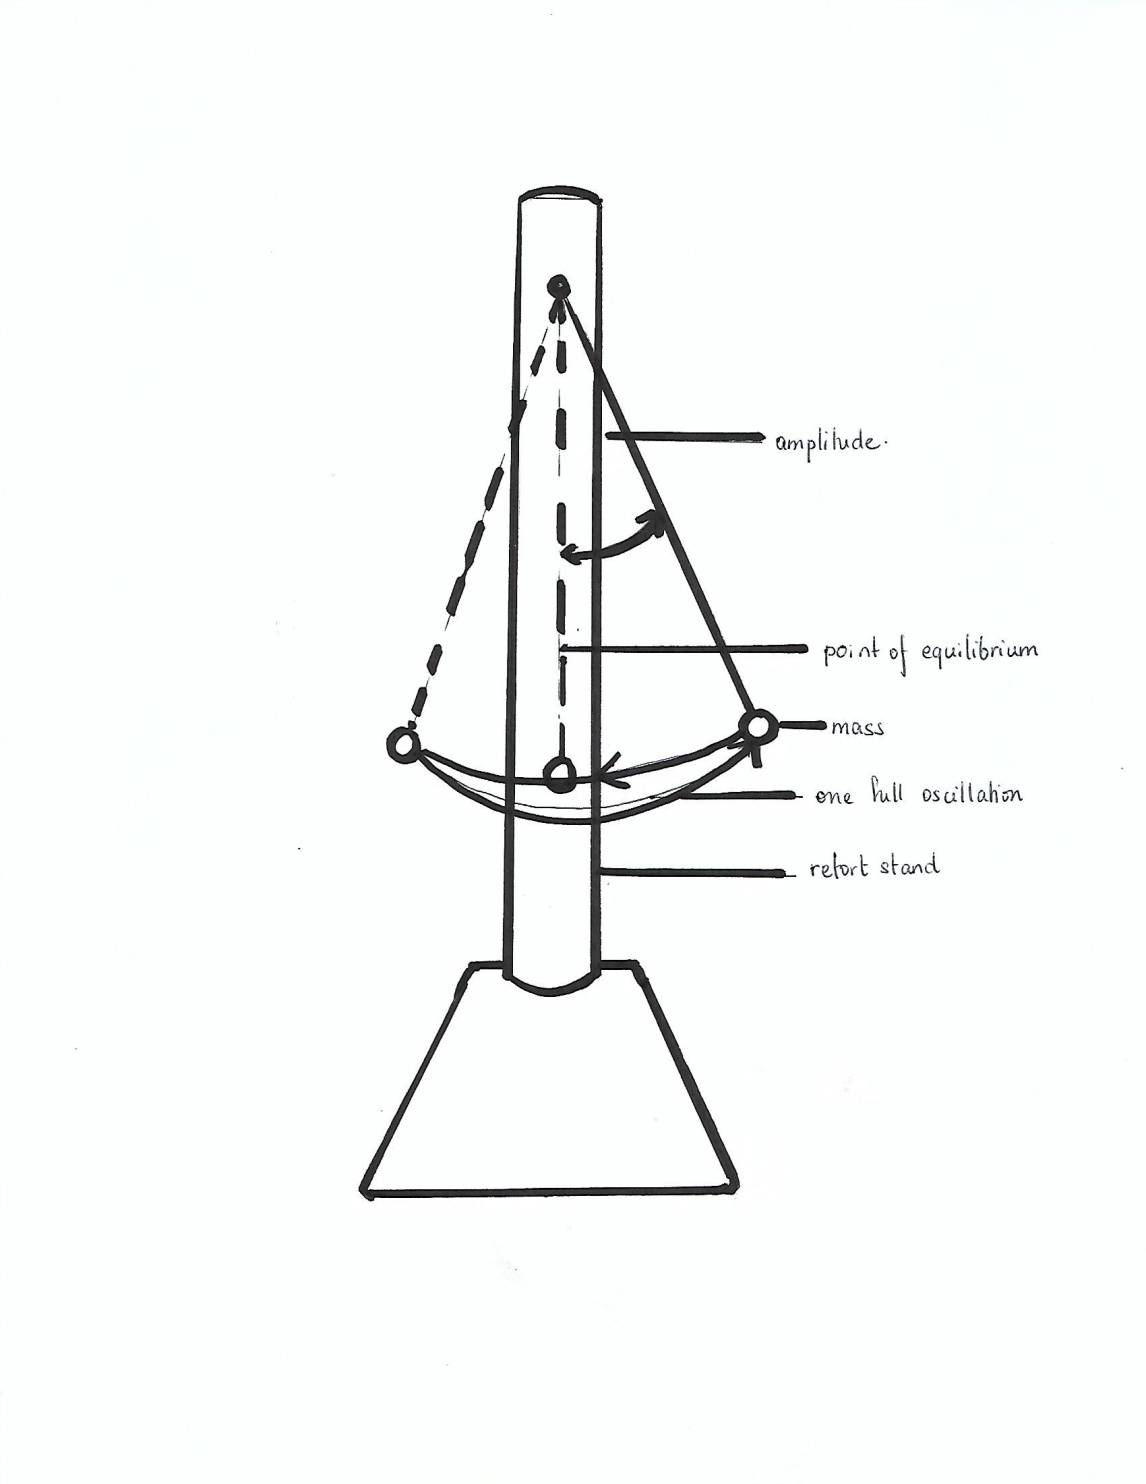 amplitude.
point of equilibrium
mass
one full oscillation
retort stand